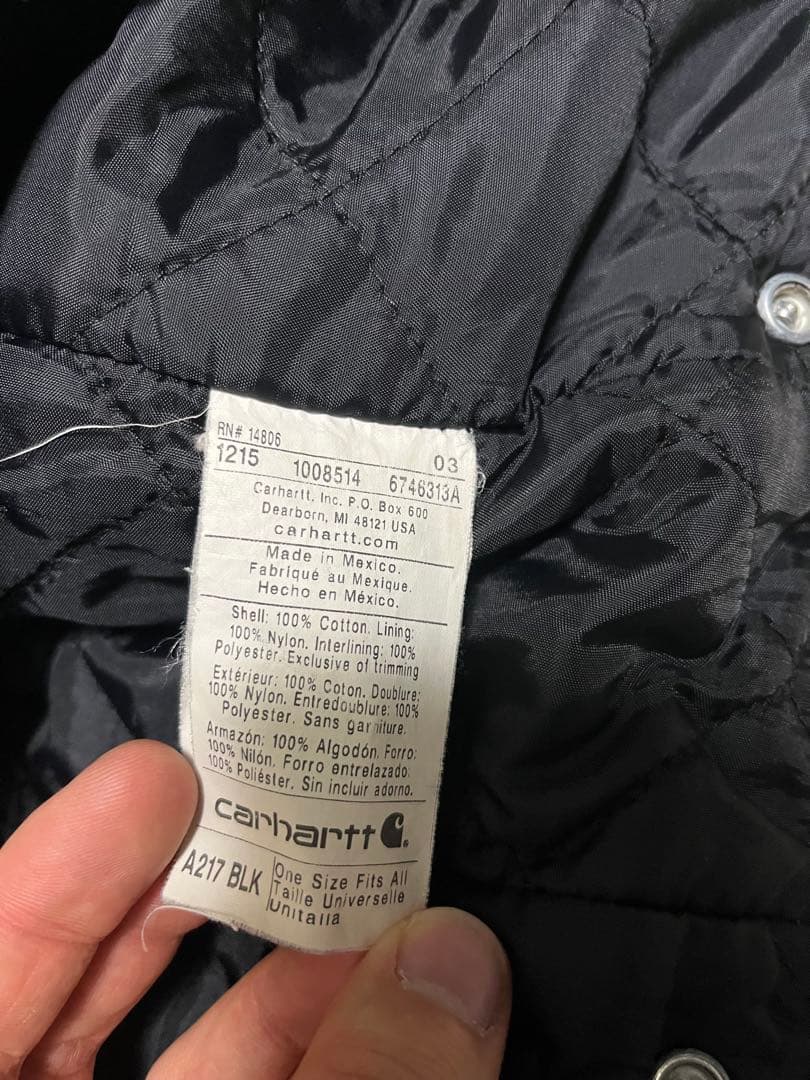 RN# 14806
03
1215 1008514 6746313A
Carhartt, Inc. P.O. Box 600
Dearborn, MI 48121 USA
carhartt.com
Made in Mexico.
Fabriqué au Mexique.
Hecho en México.
Shell: 100% Cotton. Lining:
100% Nylon. Interlining: 100%
Polyester. Exclusive of trimming
Extérieur: 100% Coton. Doublure:
100% Nylon. Entredoublure: 100%
Polyester. Sans garniture.
Armazón: 100% Algodón. Forro:
100% Nilón. Forro entrelazado:
100% Poliéster. Sin incluir adorno.
carhartt
A217 BLK
One Size Fits All
Taille Universelle
Unitalla